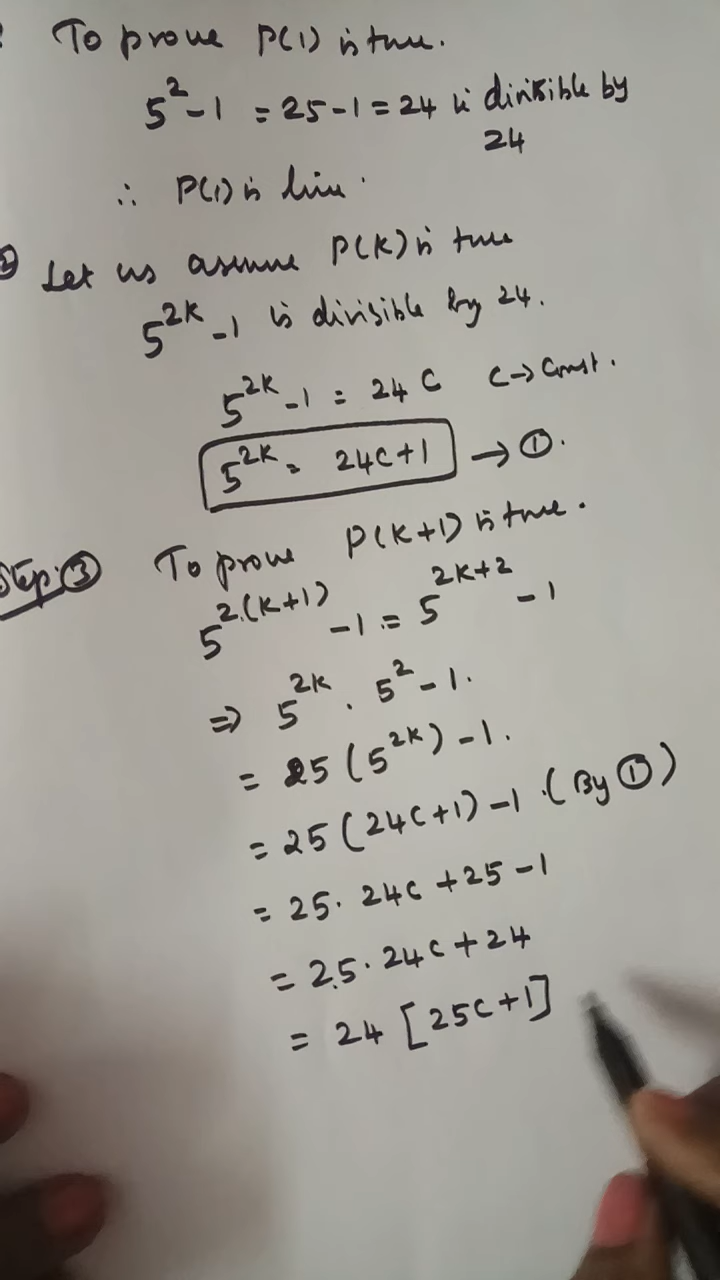 To prove P(1) is true.
5²-1 = 25-1 = 24 is divisible by
24
∴ P(1) is true.
② Let us assume P(K) is true
5^{2K} -1 is divisible by 24.
5^{2K} -1 = 24 C C→Const.
5^{2K} = 24C+1 → ①.
Step:③ To prove P(K+1) is true.
5^{2.(K+1)} -1 = 5^{2K+2} -1
⇒ 5^{2K} . 5² -1.
= 25 (5^{2K}) -1.
= 25 (24C+1) -1 . (By ①)
= 25. 24C +25 -1
= 25. 24C + 24
= 24 [25C+1]